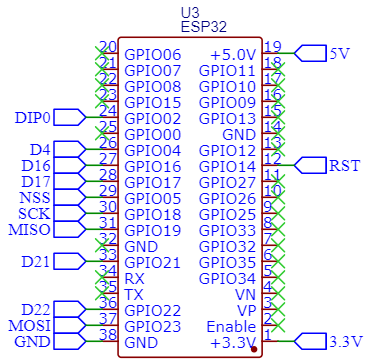 U3
ESP32
20 GPIO06 +5.0V 19 5V
21 GPIO07 GPIO11 18
22 GPIO08 GPIO10 17
23 GPIO15 GPIO09 16
DIP0 24 GPIO02 GPIO13 15
25 GPIO00 GND 14
D4 26 GPIO04 GPIO12 13
D16 27 GPIO16 GPIO14 12 RST
D17 28 GPIO17 GPIO27 11
NSS 29 GPIO05 GPIO26 10
SCK 30 GPIO18 GPIO25 9
MISO 31 GPIO19 GPIO33 8
32 GND GPIO32 7
D21 33 GPIO21 GPIO35 6
34 RX GPIO34 5
35 TX VN 4
D22 36 GPIO22 VP 3
MOSI 37 GPIO23 Enable 2
GND 38 GND +3.3V 1 3.3V